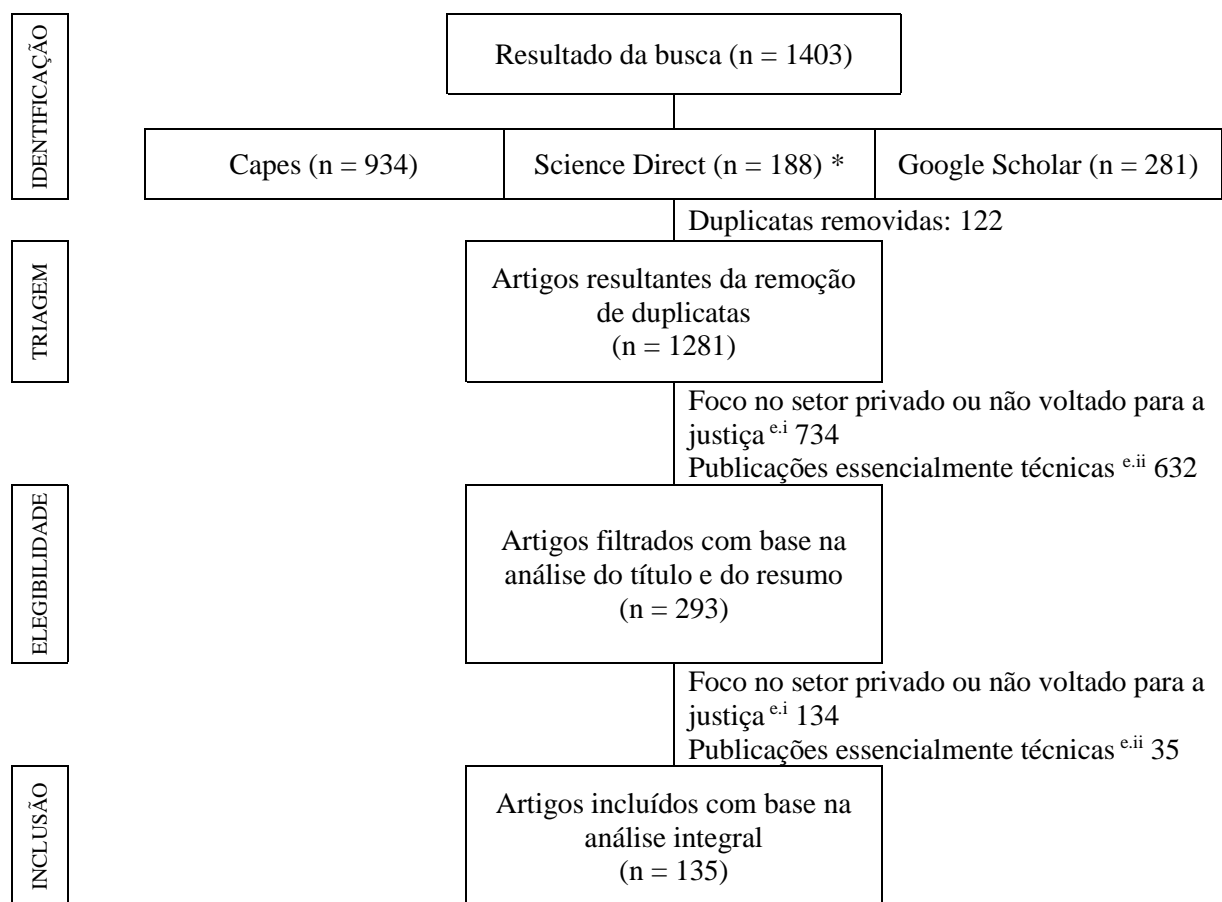 IDENTIFICAÇÃO
Resultado da busca (n = 1403)
Capes (n = 934)
Science Direct (n = 188) *
Google Scholar (n = 281)
Duplicatas removidas: 122
TRIAGEM
Artigos resultantes da remoção
de duplicatas
(n = 1281)
Foco no setor privado ou não voltado para a
justiça e.i 734
Publicações essencialmente técnicas e.ii 632
ELEGIBILIDADE
Artigos filtrados com base na
análise do título e do resumo
(n = 293)
Foco no setor privado ou não voltado para a
justiça e.i 134
Publicações essencialmente técnicas e.ii 35
INCLUSÃO
Artigos incluídos com base na
análise integral
(n = 135)